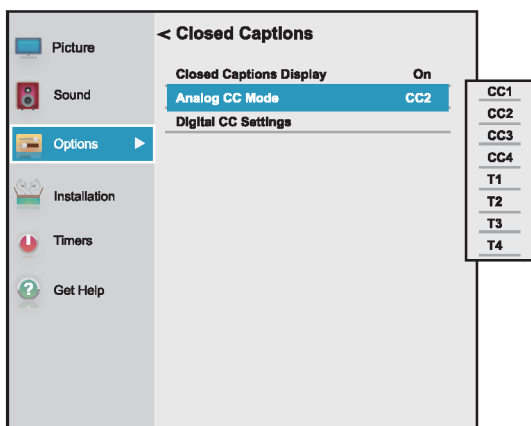 Picture
Sound
Options
Installation
Timers
Get Help
< Closed Captions
Closed Captions Display On
Analog CC Mode CC2
Digital CC Settings
CC1
CC2
CC3
CC4
T1
T2
T3
T4